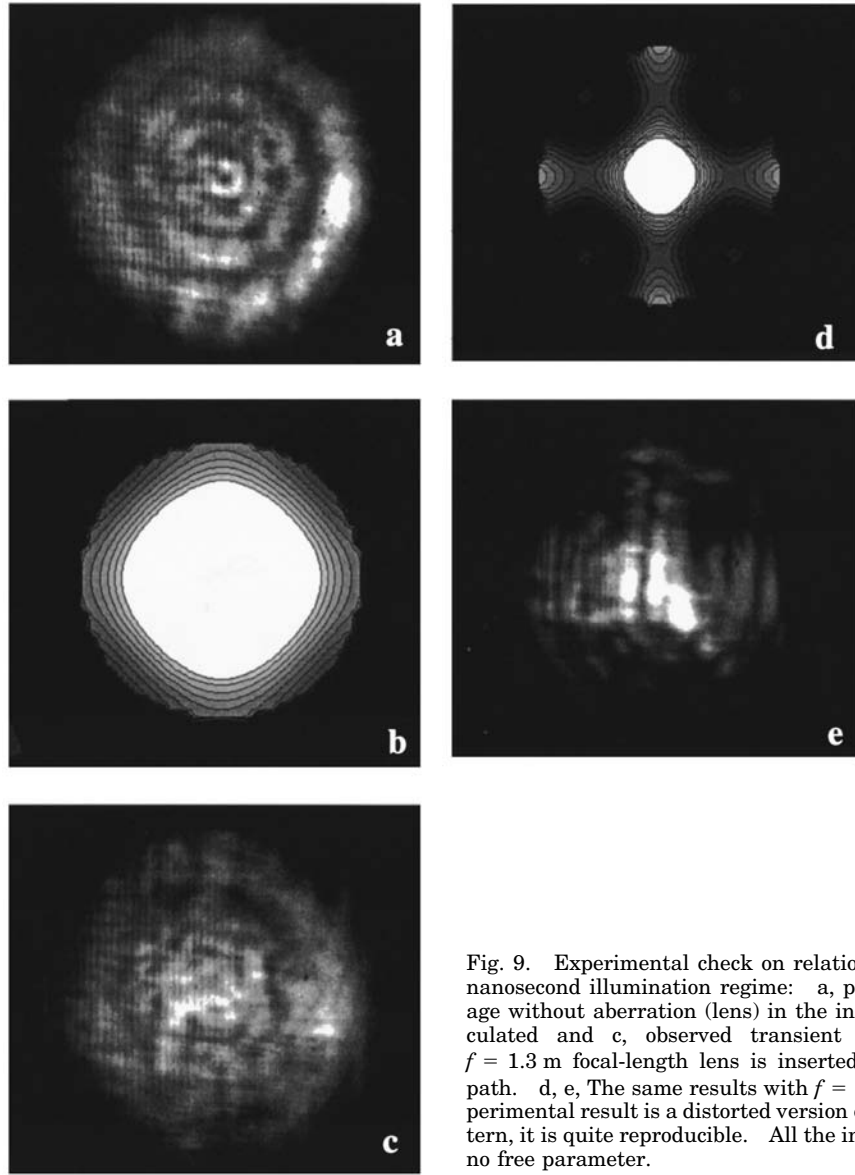 a
d
b
e
c
Fig. 9. Experimental check on relatio
nanosecond illumination regime: a, p
age without aberration (lens) in the in
culated and c, observed transient
f = 1.3 m focal-length lens is inserted
path. d, e, The same results with f =
perimental result is a distorted version
tern, it is quite reproducible. All the in
no free parameter.